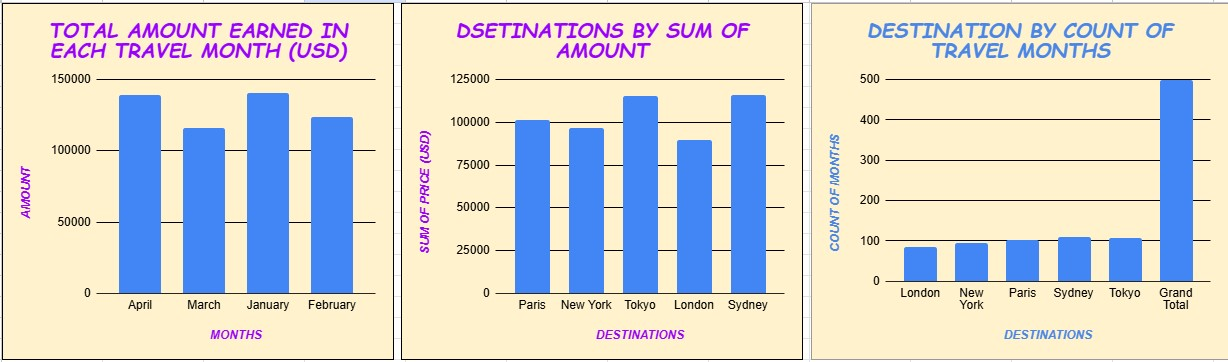 TOTAL AMOUNT EARNED IN
EACH TRAVEL MONTH (USD)
150000
100000
50000
0
AMOUNT
April March January February
MONTHS
DSETINATIONS BY SUM OF
AMOUNT
125000
100000
75000
50000
25000
0
SUM OF PRICE (USD)
Paris New York Tokyo London Sydney
DESTINATIONS
DESTINATION BY COUNT OF
TRAVEL MONTHS
500
400
300
200
100
0
COUNT OF MONTHS
London New Paris Sydney Tokyo Grand
York Total
DESTINATIONS